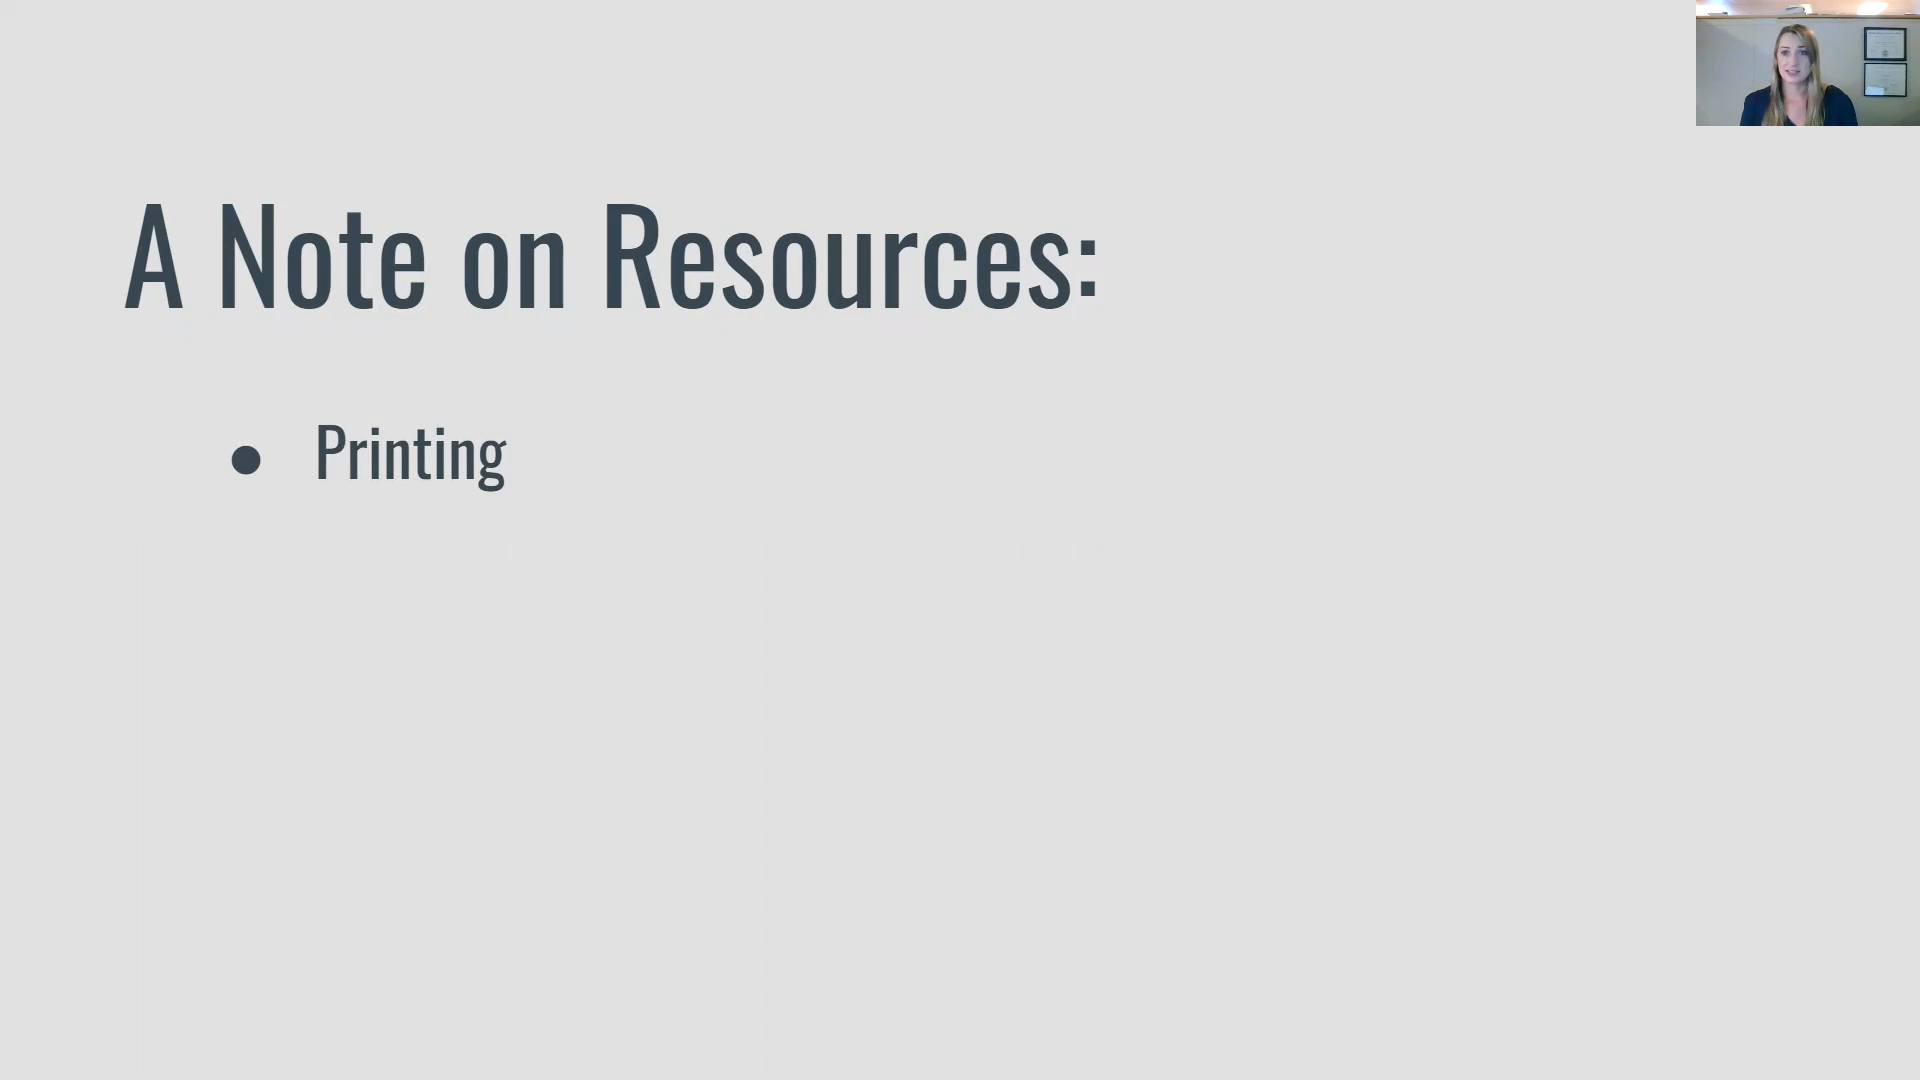 A Note on Resources:
● Printing